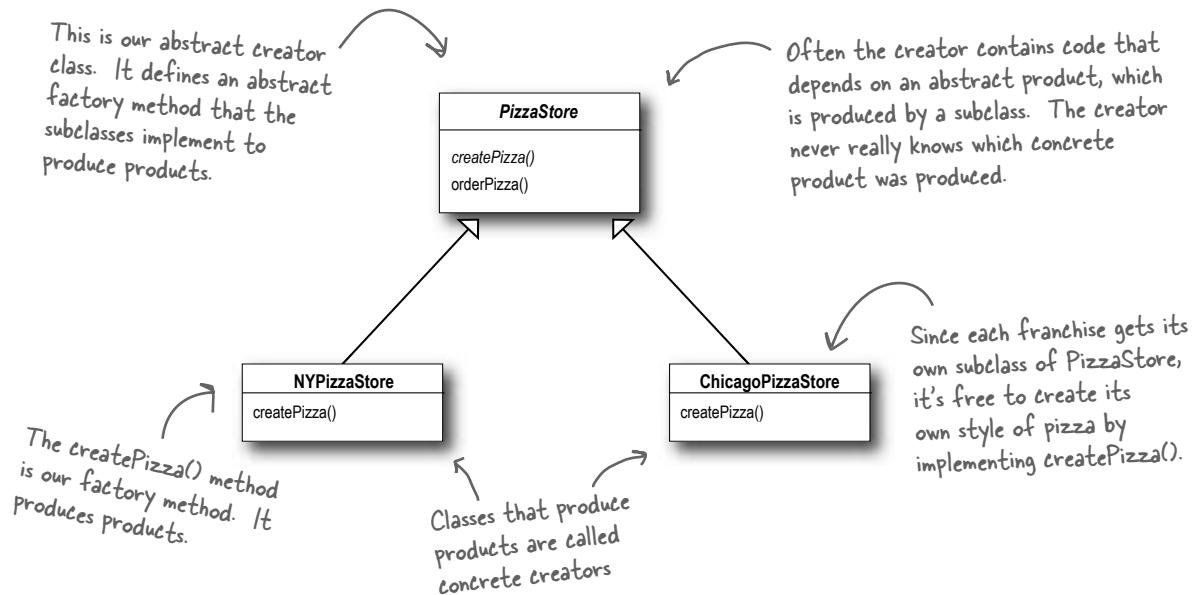 This is our abstract creator
class. It defines an abstract
factory method that the
subclasses implement to
produce products.
Often the creator contains code that
depends on an abstract product, which
is produced by a subclass. The creator
never really knows which concrete
product was produced.
PizzaStore
createPizza()
orderPizza()
NYPizzaStore
createPizza()
ChicagoPizzaStore
createPizza()
Since each franchise gets its
own subclass of PizzaStore,
it's free to create its
own style of pizza by
implementing createPizza().
The createPizza() method
is our factory method. It
produces products.
Classes that produce
products are called
concrete creators